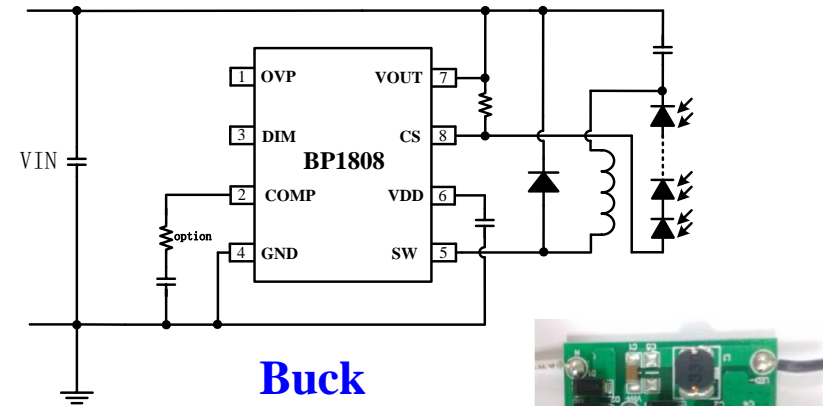 1 OVP VOUT 7
3 DIM CS 8
BP1808
VIN
2 COMP VDD 6
option
4 GND SW 5
Buck